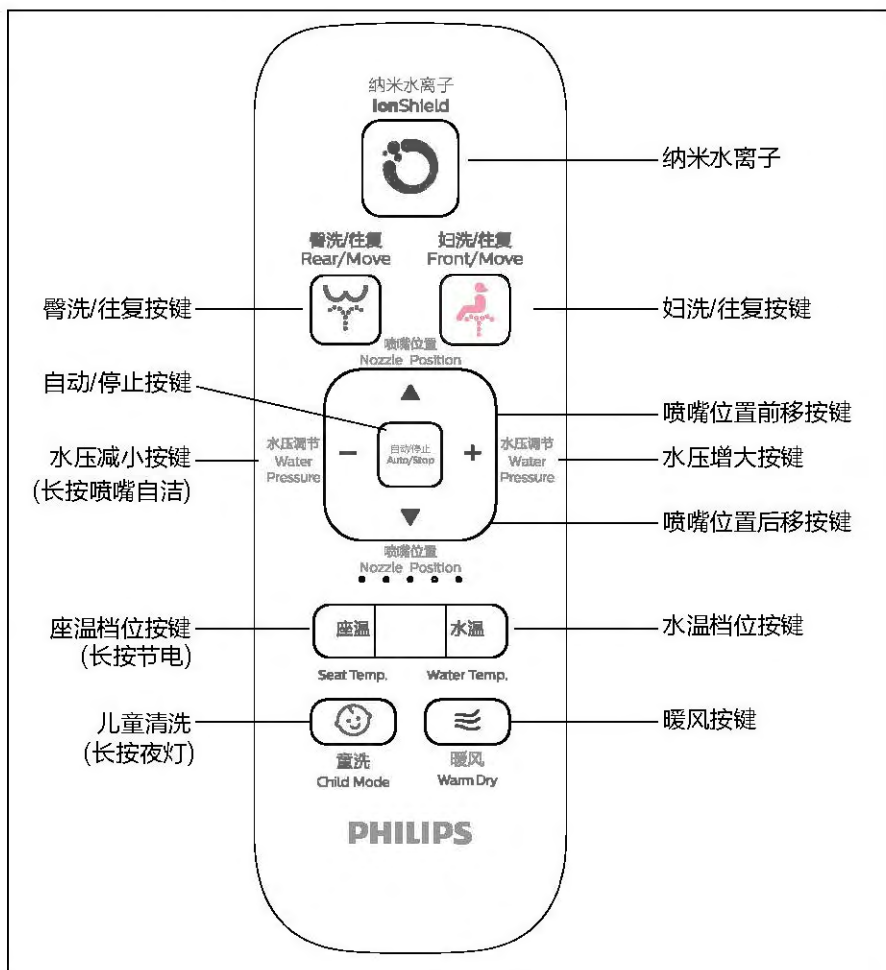 纳米水离子
ionShield
纳米水离子
臀洗/往复
Rear/Move
妇洗/往复
Front/Move
臀洗/往复按键
妇洗/往复按键
喷嘴位置
Nozzle Position
自动/停止按键
喷嘴位置前移按键
水压减小按键
(长按喷嘴自洁)
水压调节
Water
Pressure
−
自动/停止
Auto/Stop
+
水压调节
Water
Pressure
水压增大按键
喷嘴位置后移按键
喷嘴位置
Nozzle Position
座温档位按键
(长按节电)
座温
水温
水温档位按键
Seat Temp.
Water Temp.
儿童清洗
(长按夜灯)
暖风按键
童洗
Child Mode
暖风
Warm Dry
PHILIPS